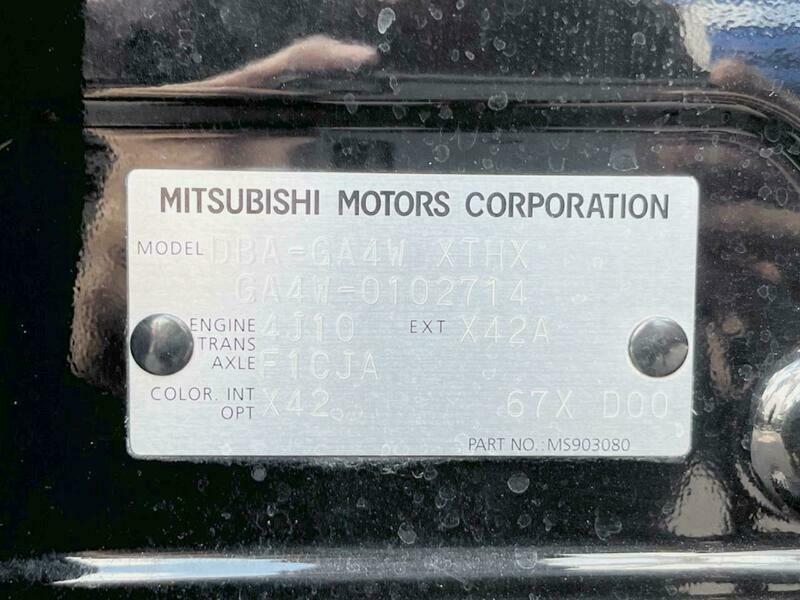 MITSUBISHI MOTORS CORPORATION
MODEL DBA-GA4W XTHX
GA4W-0102714
ENGINE 4J10 EXT X42A
TRANS
AXLE F1CJA
COLOR. INT X42 67X D00
OPT
PART NO.: MS903080